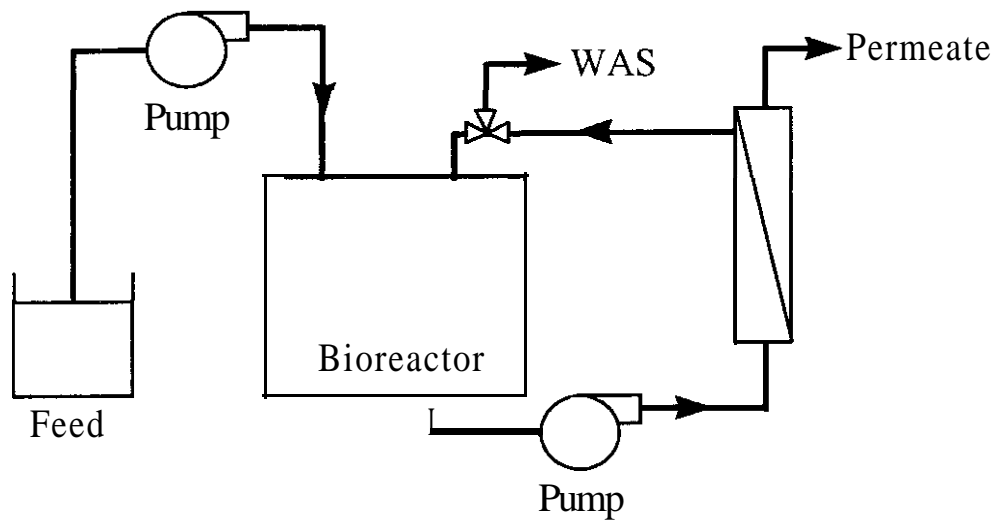 Permeate
WAS
Pump
Bioreactor
Feed
Pump